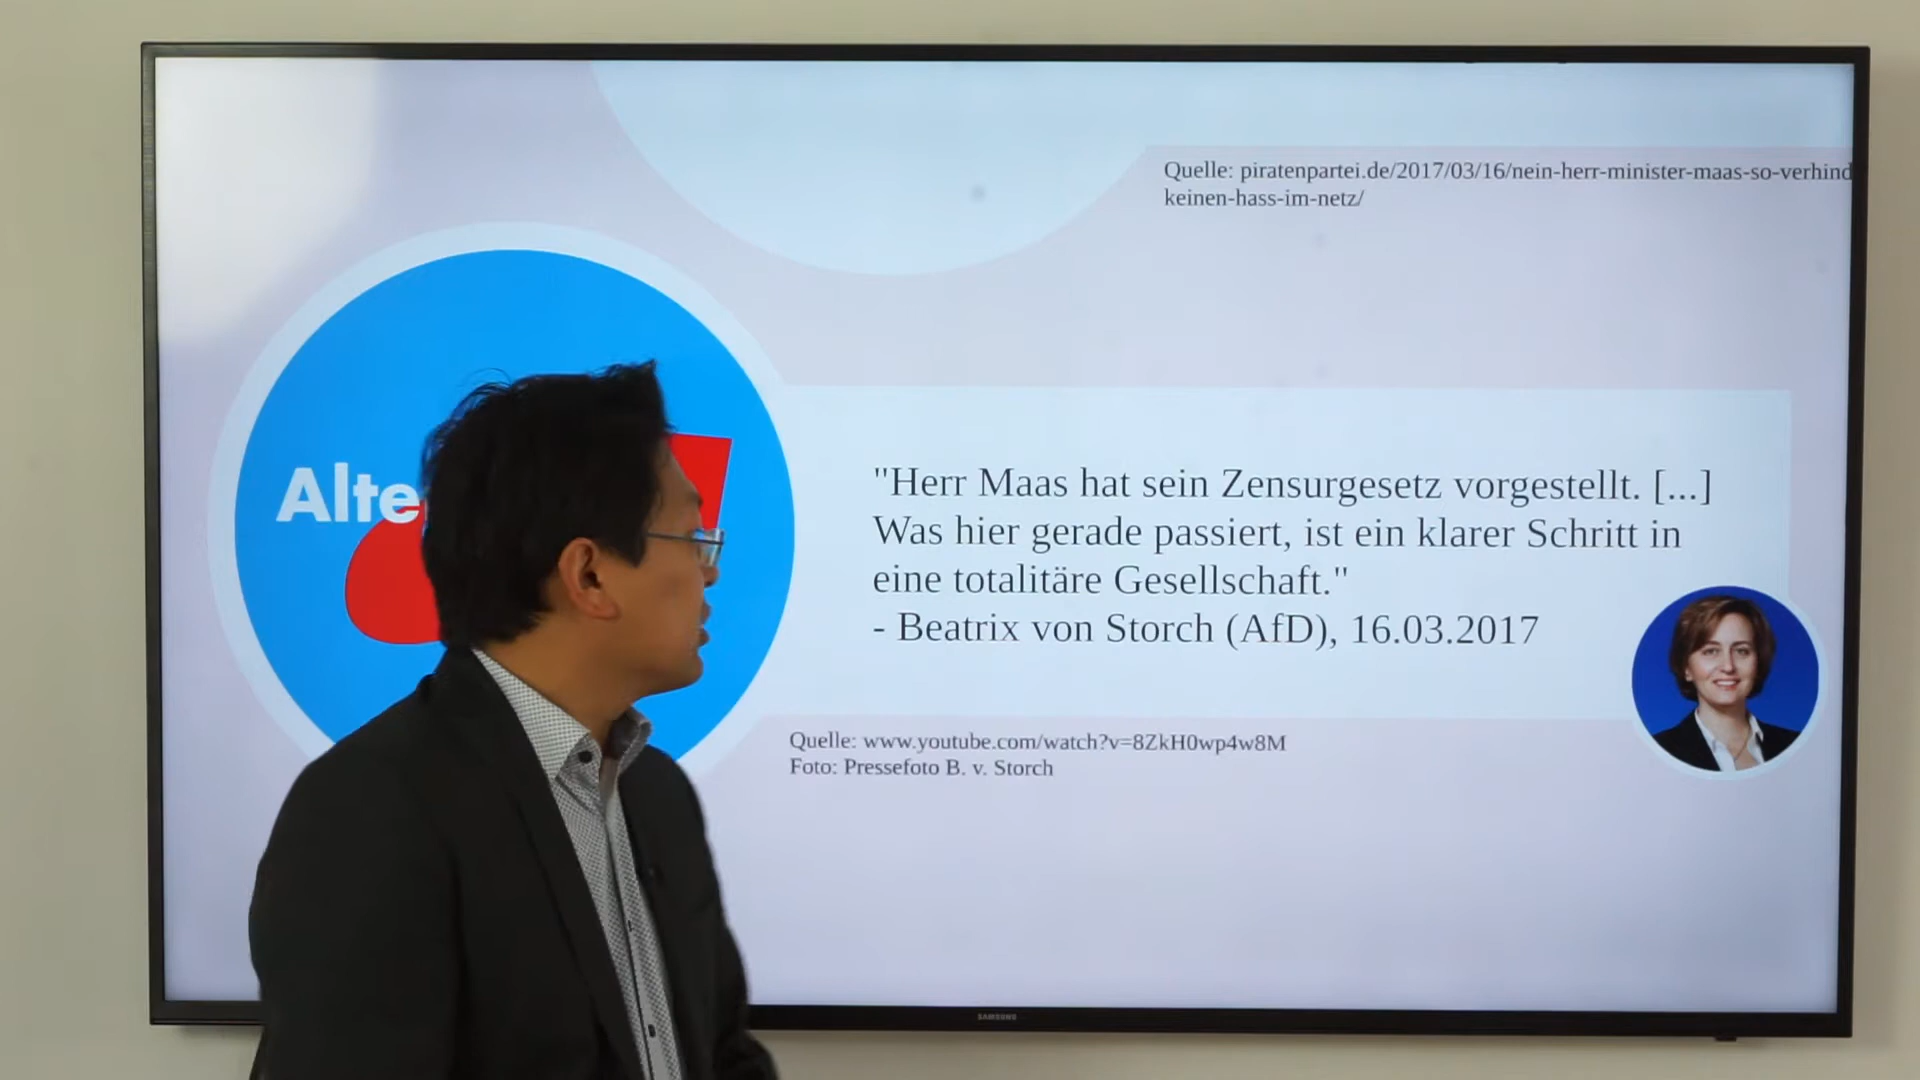 Quelle: piratenpartei.de/2017/03/16/nein-herr-minister-maas-so-verhind
keinen-hass-im-netz/
Alte
"Herr Maas hat sein Zensurgesetz vorgestellt. [...]
Was hier gerade passiert, ist ein klarer Schritt in
eine totalitäre Gesellschaft."
- Beatrix von Storch (AfD), 16.03.2017
Quelle: www.youtube.com/watch?v=8ZkH0wp4w8M
Foto: Pressefoto B. v. Storch
SAMSUNG